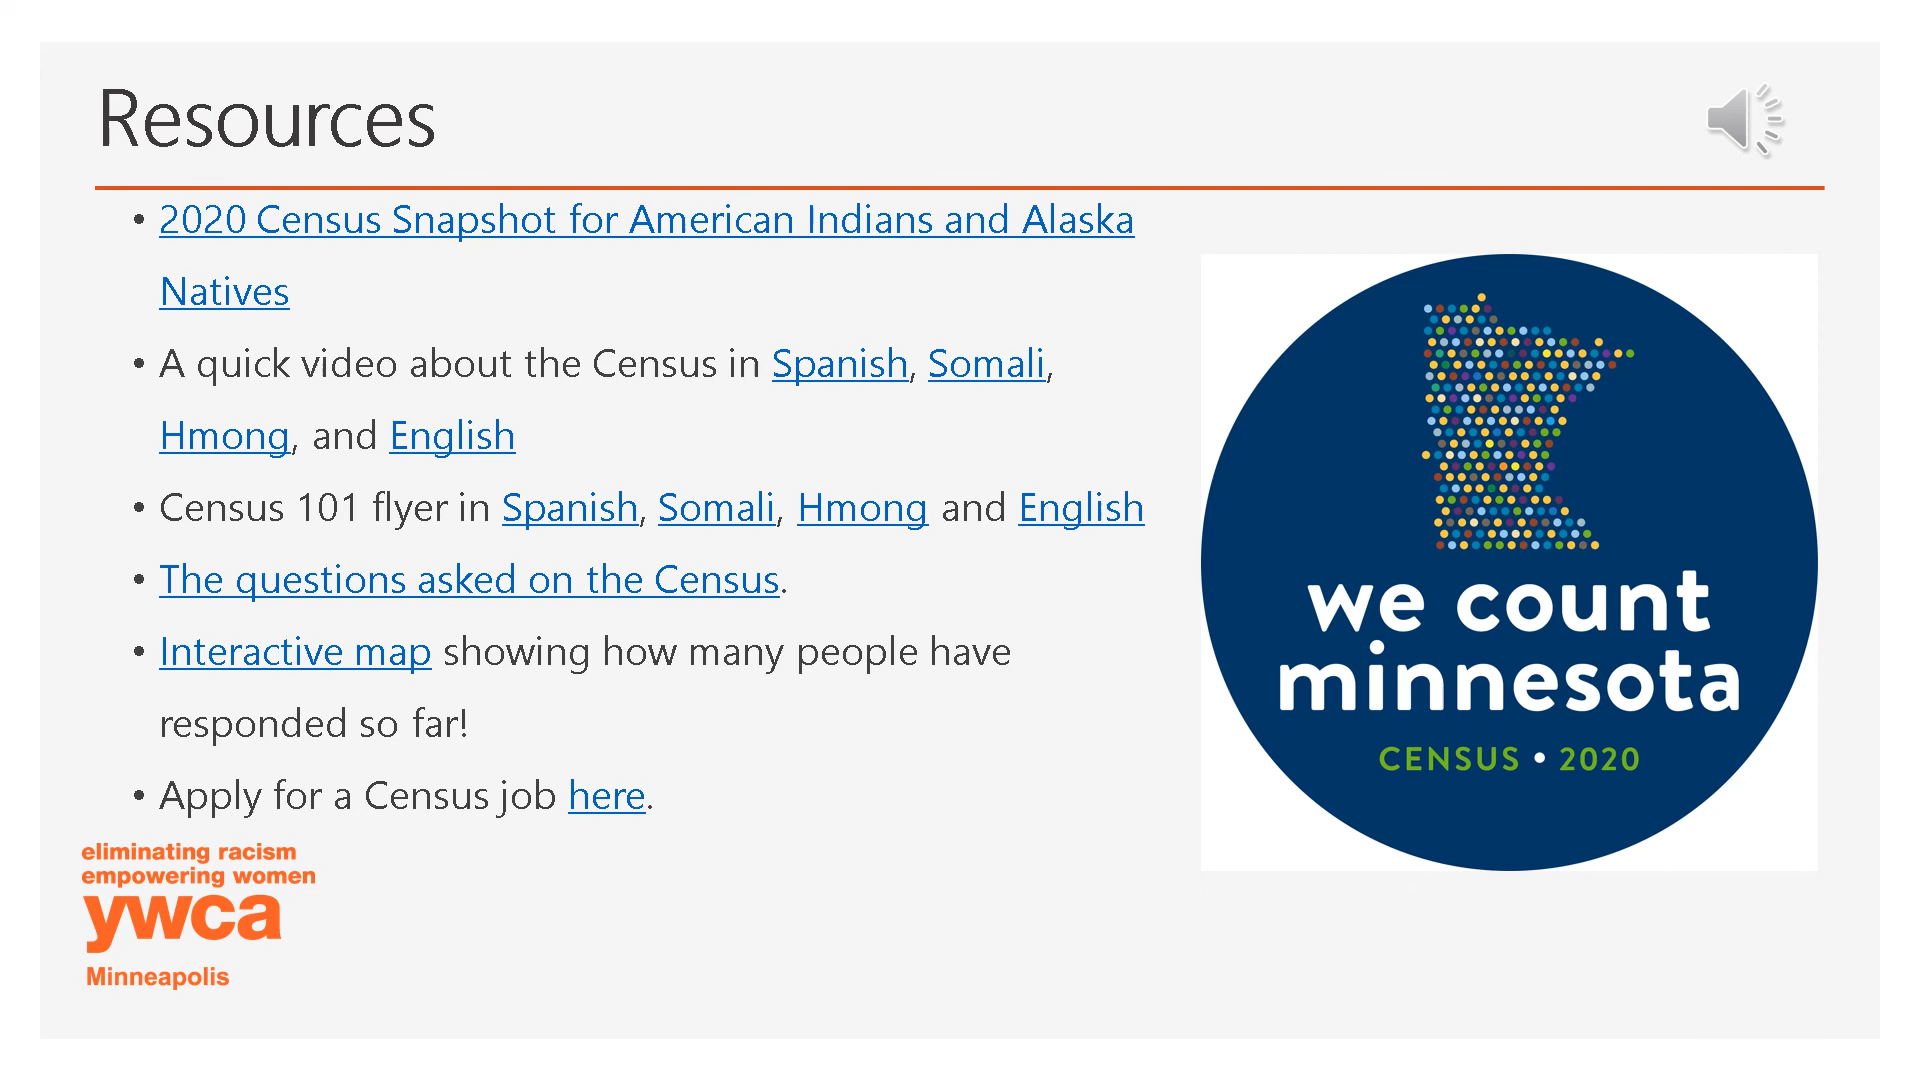 Resources
• 2020 Census Snapshot for American Indians and Alaska
Natives
• A quick video about the Census in Spanish, Somali,
Hmong, and English
• Census 101 flyer in Spanish, Somali, Hmong and English
• The questions asked on the Census.
• Interactive map showing how many people have
responded so far!
• Apply for a Census job here.
we count
minnesota
CENSUS • 2020
eliminating racism
empowering women
ywca
Minneapolis